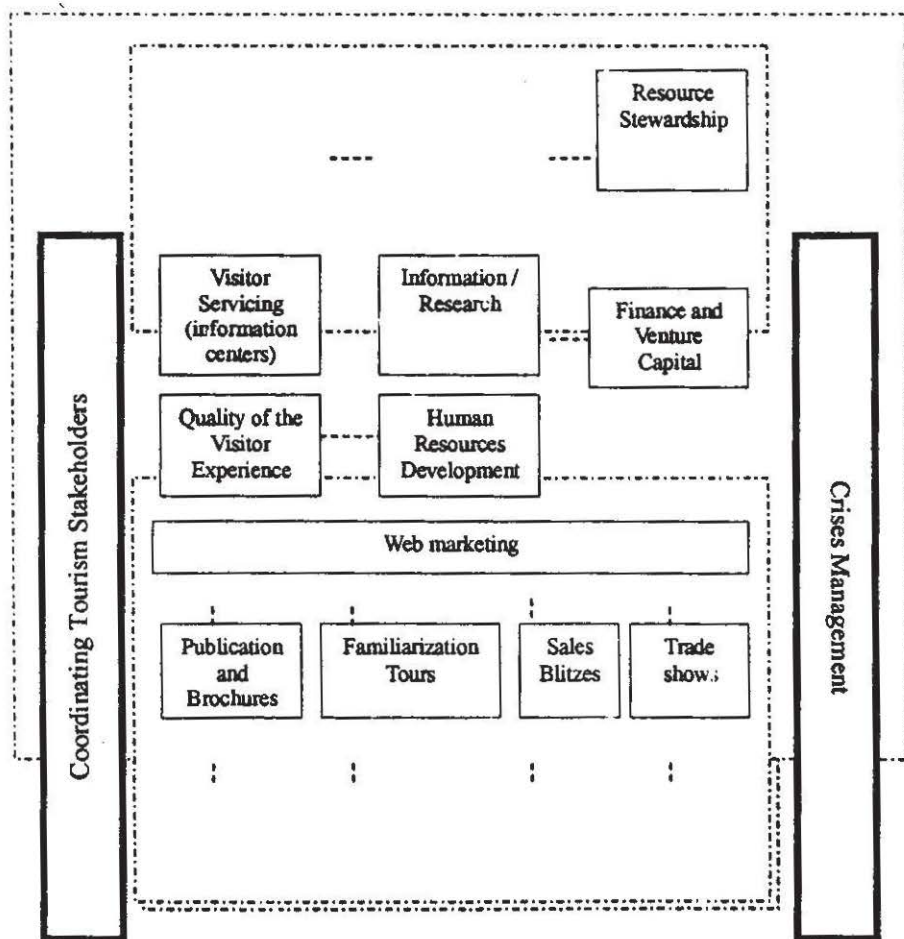 Resource
Stewardship
Visitor
Servicing
(information
centers)
Information /
Research
Finance and
Venture
Capital
Quality of the
Visitor
Experience
Human
Resources
Development
Web marketing
Publication
and
Brochures
Familiarization
Tours
Sales
Blitzes
Trade
shows
Coordinating Tourism Stakeholders
Crises Management